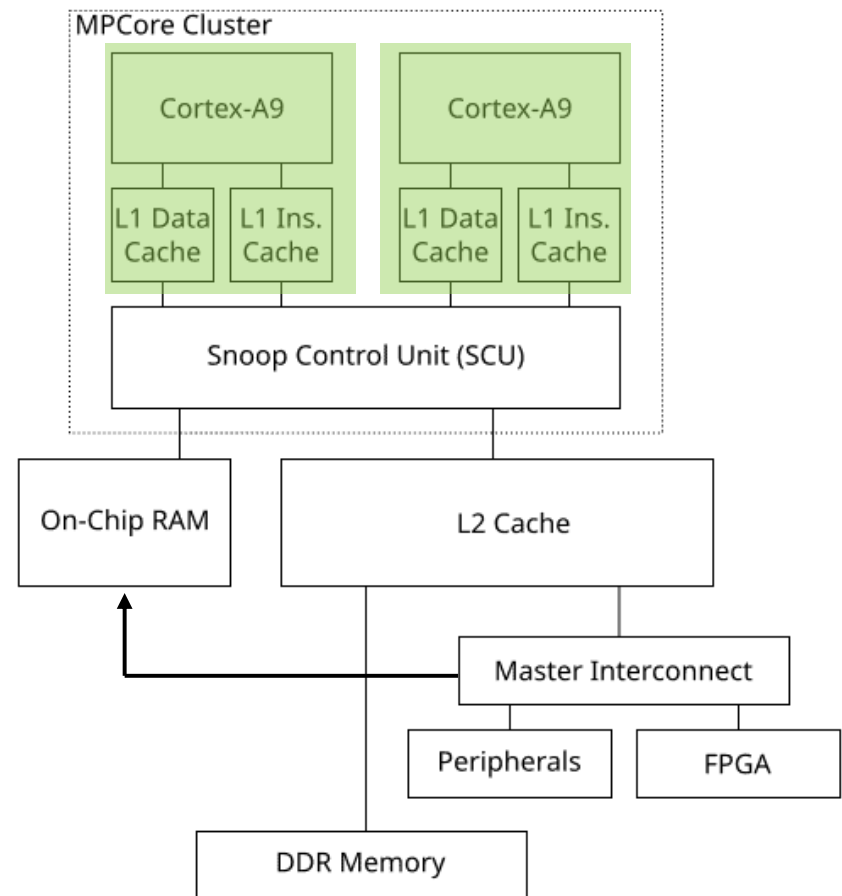 MPCore Cluster
Cortex-A9
Cortex-A9
L1 Data
Cache
L1 Ins.
Cache
L1 Data
Cache
L1 Ins.
Cache
Snoop Control Unit (SCU)
On-Chip RAM
L2 Cache
Master Interconnect
Peripherals
FPGA
DDR Memory